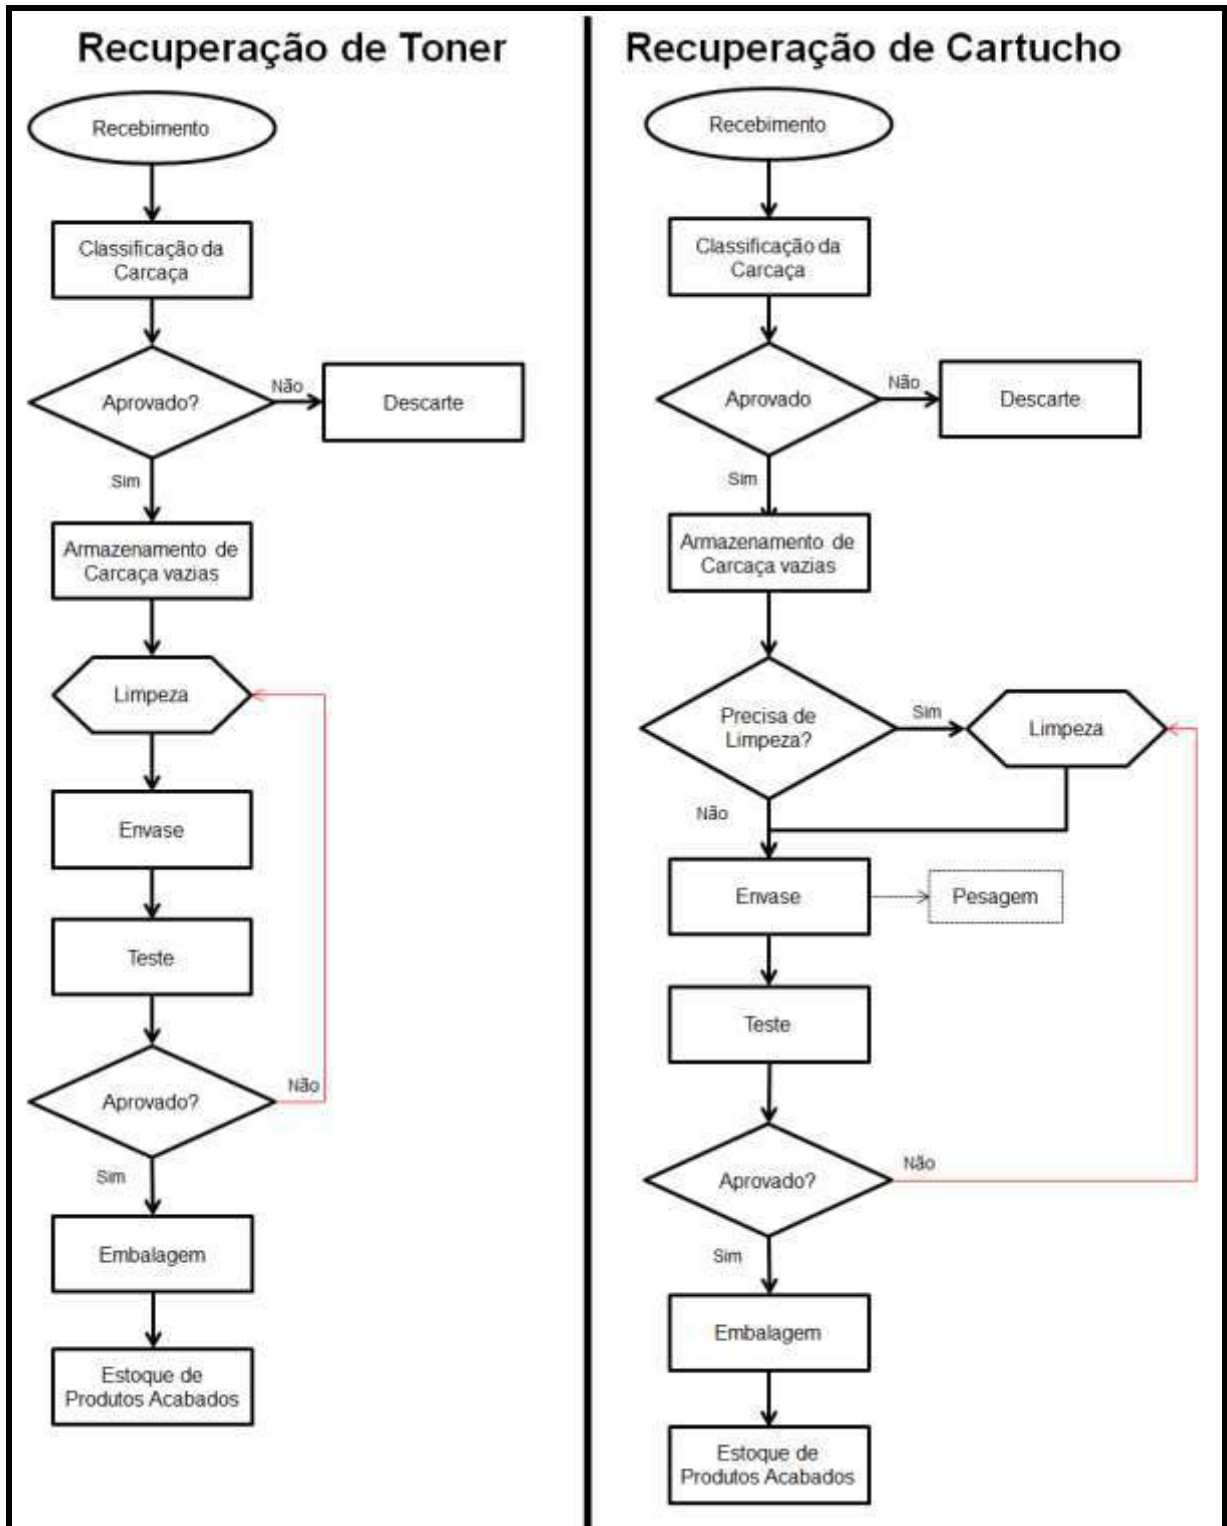 Recuperação de Toner
Recebimento
Classificação da
Carcaça
Aprovado?
Não
Descarte
Sim
Armazenamento de
Carcaça vazias
Limpeza
Envase
Teste
Aprovado?
Não
Sim
Embalagem
Estoque de
Produtos Acabados
Recuperação de Cartucho
Recebimento
Classificação da
Carcaça
Aprovado
Não
Descarte
Sim
Armazenamento de
Carcaça vazias
Precisa de
Limpeza?
Sim
Limpeza
Não
Envase
Pesagem
Teste
Aprovado?
Não
Sim
Embalagem
Estoque de
Produtos Acabados